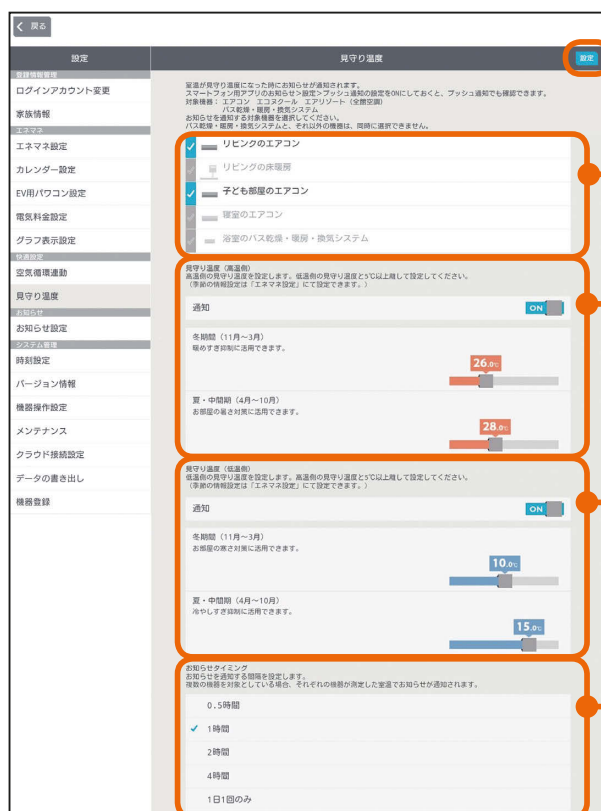 戻る
設定
見守り温度
設定
登録情報管理
ログインアカウント変更
家族情報
エネマネ
エネマネ設定
カレンダー設定
EV用パワコン設定
電気料金設定
グラフ表示設定
快適設定
空気循環連動
見守り温度
お知らせ
お知らせ設定
システム管理
時刻設定
バージョン情報
機器操作設定
メンテナンス
クラウド接続設定
データの書き出し
機器登録
室温が見守り温度になった時にお知らせが通知されます。
スマートフォン用アプリのお知らせ＞設定＞プッシュ通知の設定をONにしておくと、プッシュ通知でも確認できます。
対象機器： エアコン エコヌクール エアリゾート（全館空調）
バス乾燥・暖房・換気システム
お知らせを通知する対象機器を選択してください。
バス乾燥・暖房・換気システムと、それ以外の機器は、同時に選択できません。
リビングのエアコン
リビングの床暖房
子ども部屋のエアコン
寝室のエアコン
浴室のバス乾燥・暖房・換気システム
見守り温度（高温側）
高温側の見守り温度を設定します。低温側の見守り温度と5℃以上離して設定してください。
（季節の情報設定は「エネマネ設定」にて設定できます。）
通知
ON
冬期間（11月～3月）
暖めすぎ抑制に活用できます。
26.0℃
夏・中間期（4月～10月）
お部屋の暑さ対策に活用できます。
28.0℃
見守り温度（低温側）
低温側の見守り温度を設定します。高温側の見守り温度と5℃以上離して設定してください。
（季節の情報設定は「エネマネ設定」にて設定できます。）
通知
ON
冬期間（11月～3月）
お部屋の寒さ対策に活用できます。
10.0℃
夏・中間期（4月～10月）
冷やしすぎ抑制に活用できます。
15.0℃
お知らせタイミング
お知らせを通知する間隔を設定します。
複数の機器を対象としている場合、それぞれの機器が測定した室温でお知らせが通知されます。
0.5時間
1時間
2時間
4時間
1日1回のみ